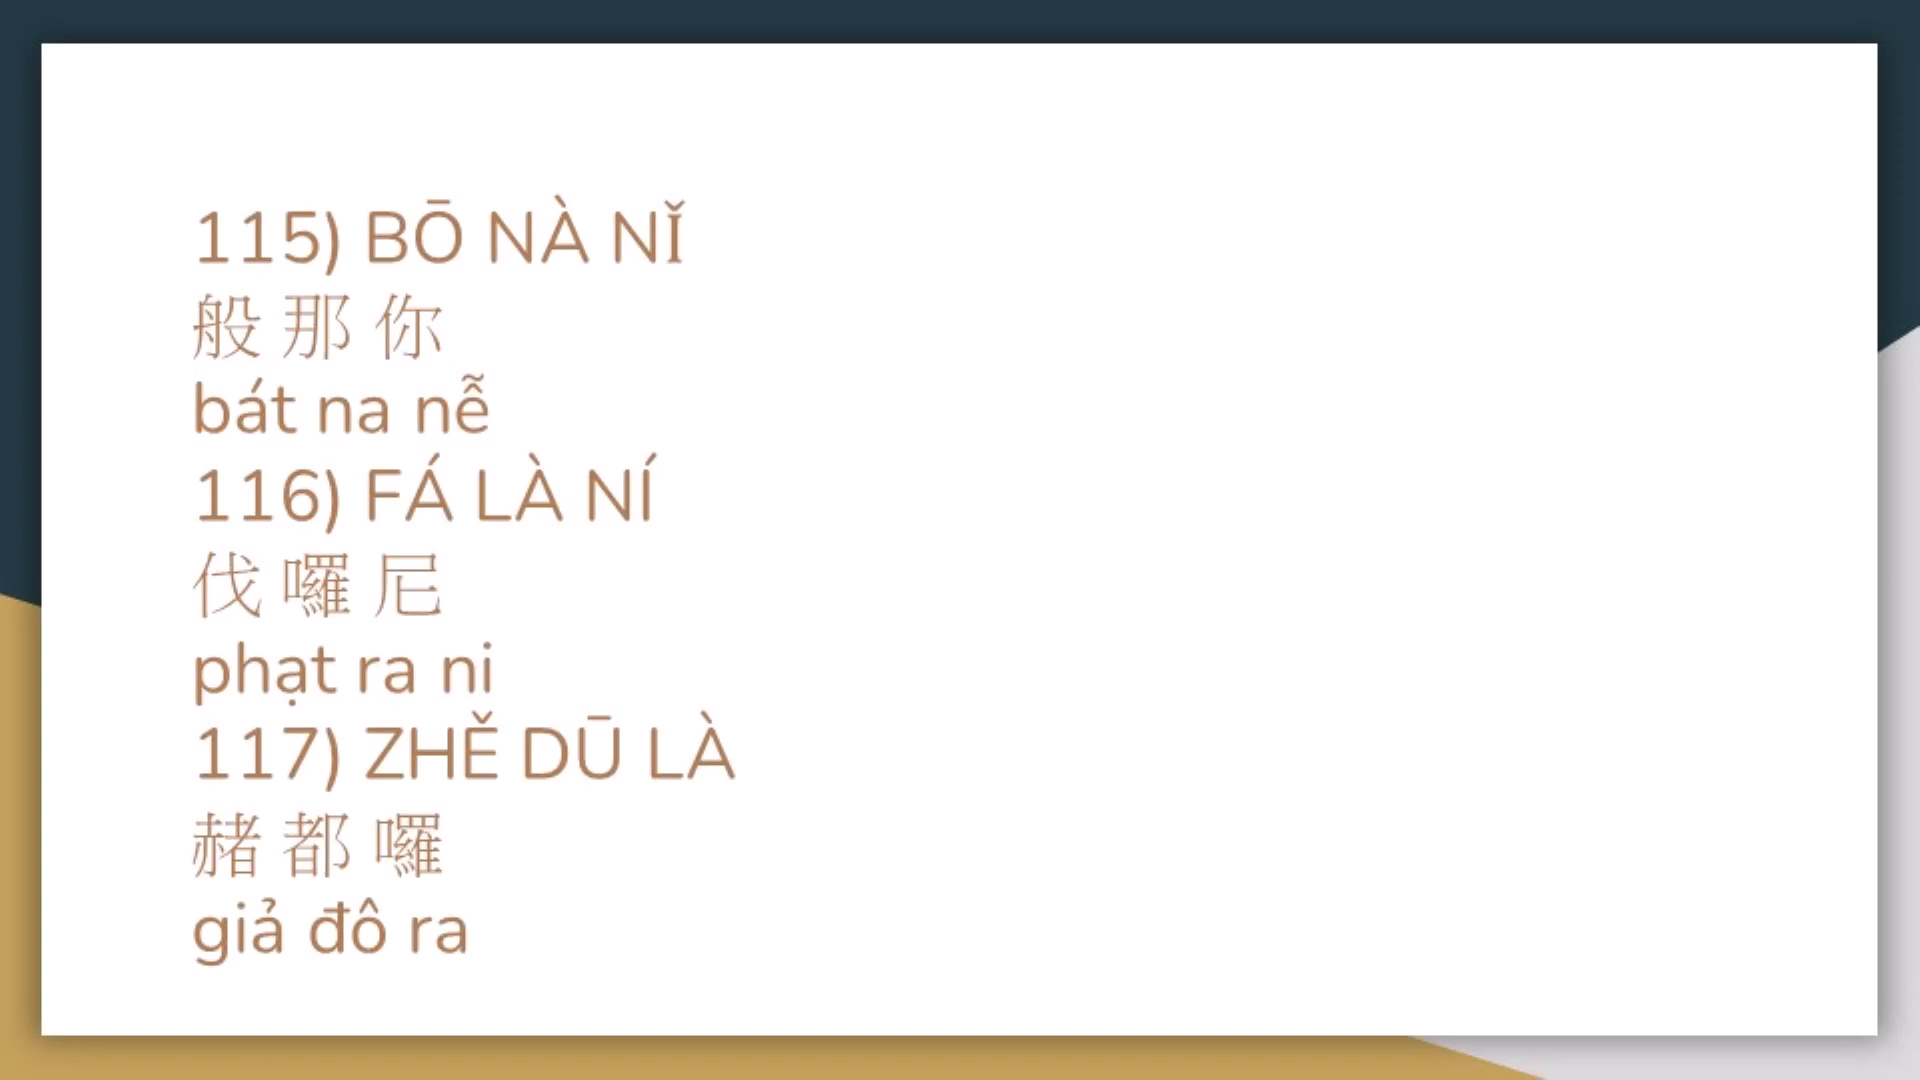 115) BŌ NÀ NǏ
般 那 你
bát na nễ
116) FÁ LÀ NÍ
伐 囉 尼
phạt ra ni
117) ZHĚ DŪ LÀ
赭 都 囉
giả đô ra